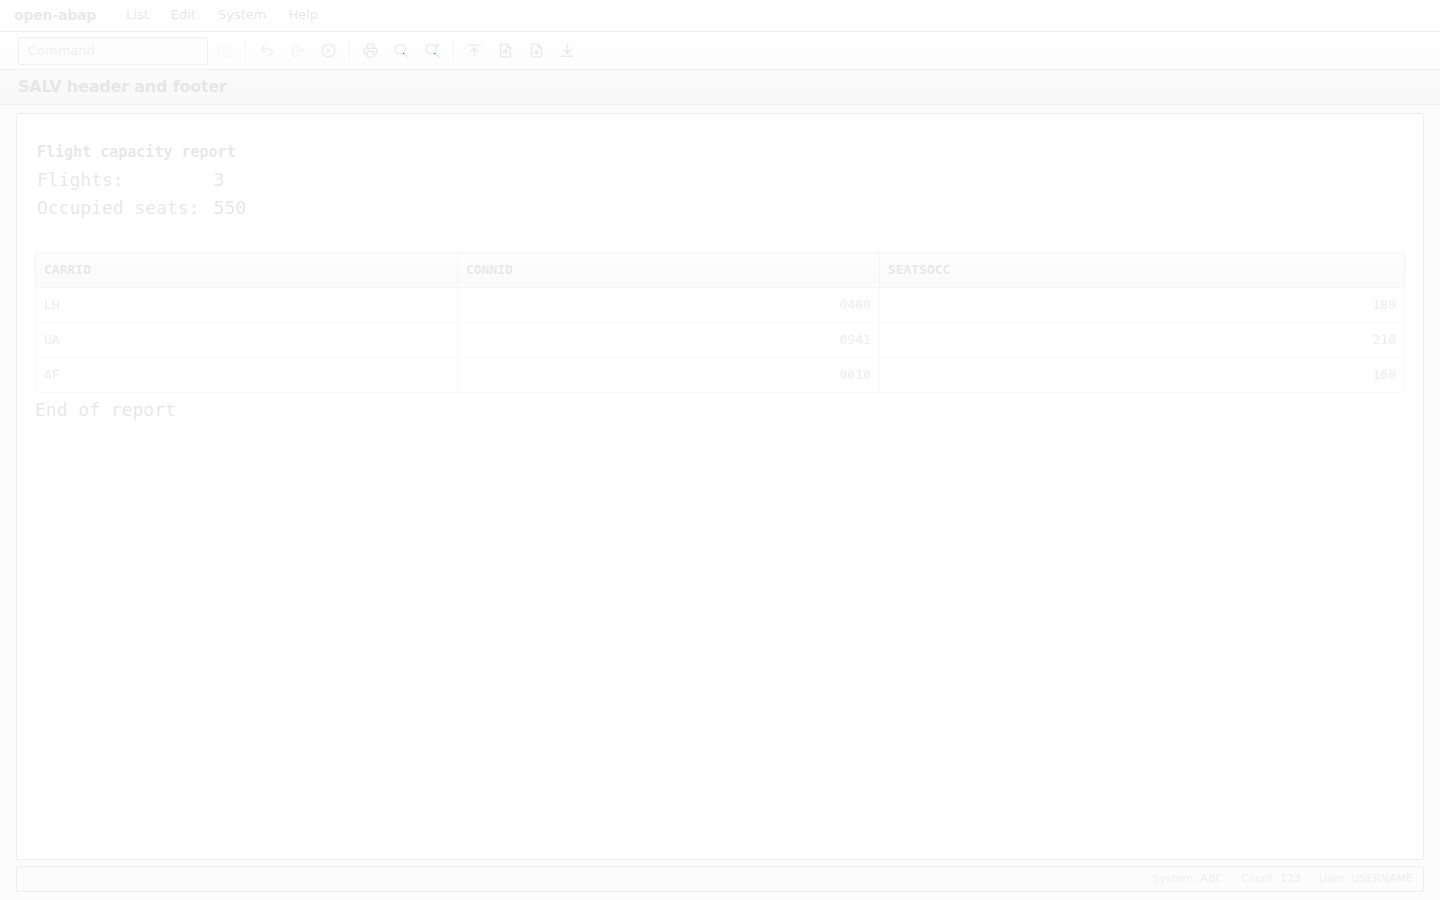 open-abap List Edit System Help
Command
SALV header and footer
Flight capacity report
Flights: 3
Occupied seats: 550
CARRID CONNID SEATSOCC
LH 0400 180
UA 0941 210
AF 0010 160
End of report
System: ABC Client: 123 User: USERNAME